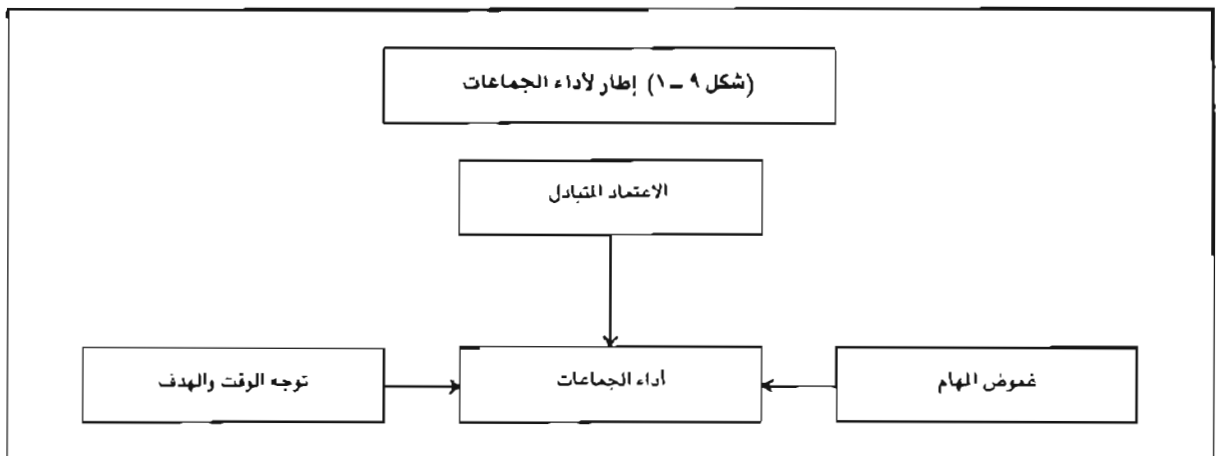 (شكل ٩ – ١) إطار لأداء الجماعات
الاعتماد المتبادل
غموض المهام
أداء الجماعات
توجه الوقت والهدف